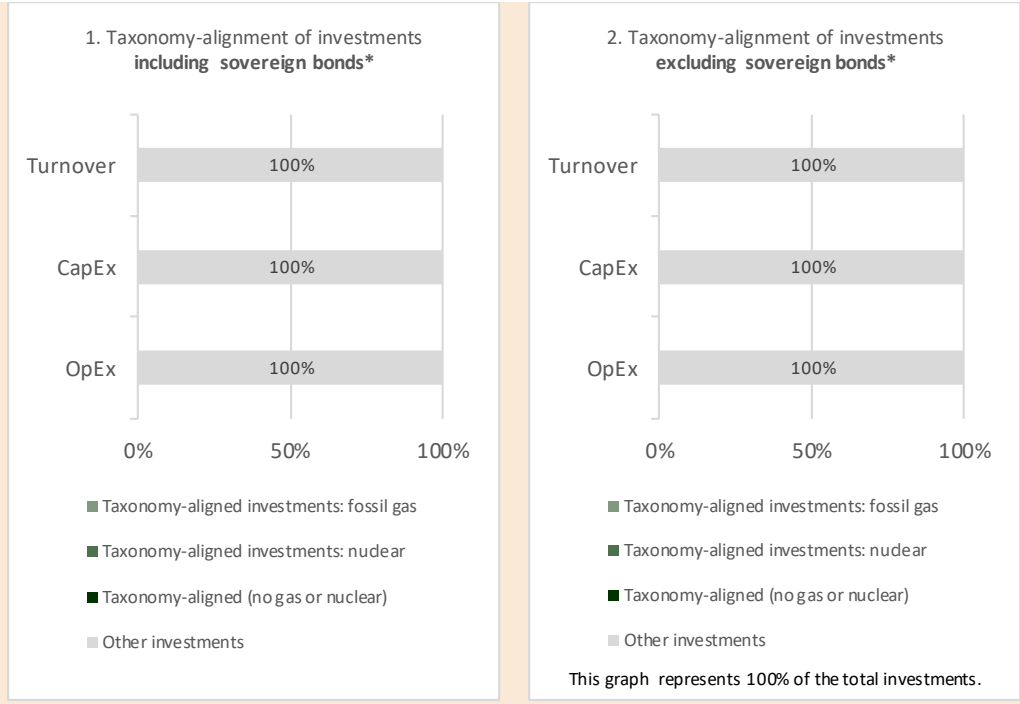 1. Taxonomy-alignment of investments
including sovereign bonds*
Turnover
100%
CapEx
100%
OpEx
100%
0%
50%
100%
Taxonomy-aligned investments: fossil gas
Taxonomy-aligned investments: nuclear
Taxonomy-aligned (no gas or nuclear)
Other investments
2. Taxonomy-alignment of investments
excluding sovereign bonds*
Turnover
100%
CapEx
100%
OpEx
100%
0%
50%
100%
Taxonomy-aligned investments: fossil gas
Taxonomy-aligned investments: nuclear
Taxonomy-aligned (no gas or nuclear)
Other investments
This graph represents 100% of the total investments.